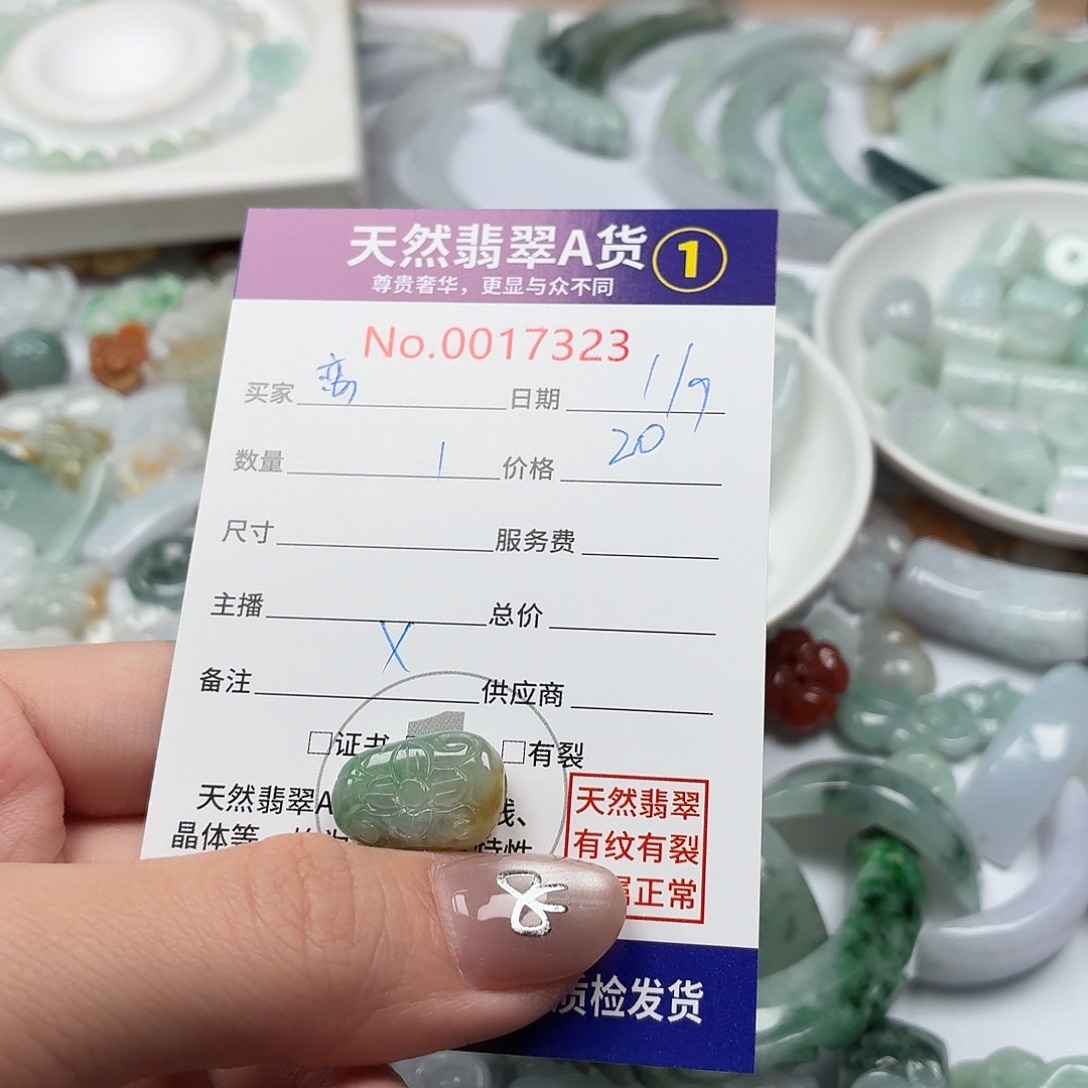 天然翡翠A货 1
尊贵奢华，更显与众不同
No.0017323
买家 日期 1/9
数量 1 价格 20
尺寸 服务费
主播 总价
X
备注 供应商
□证书 □有裂
天然翡翠A 线、
晶体等 特性
天然翡翠
有纹有裂
属正常
质检发货